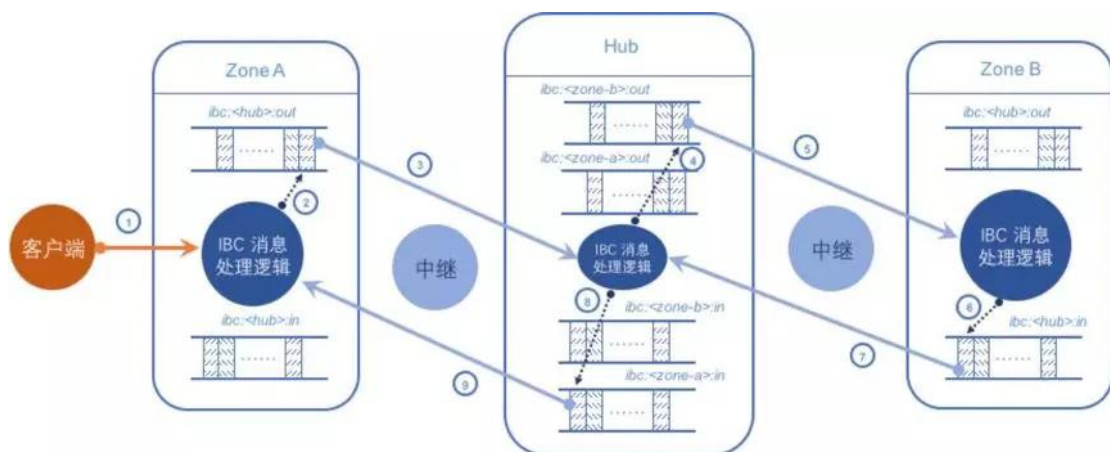 Hub
Zone A
Zone B
ibc:<hub>:out
ibc:<zone-b>:out
ibc:<hub>:out
......
......
......
ibc:<zone-a>:out
......
1
2
3
4
5
客户端
IBC 消息
处理逻辑
中继
IBC 消息
处理逻辑
中继
IBC 消息
处理逻辑
6
7
8
9
ibc:<hub>:in
ibc:<zone-b>:in
ibc:<hub>:in
......
......
......
ibc:<zone-a>:in
......